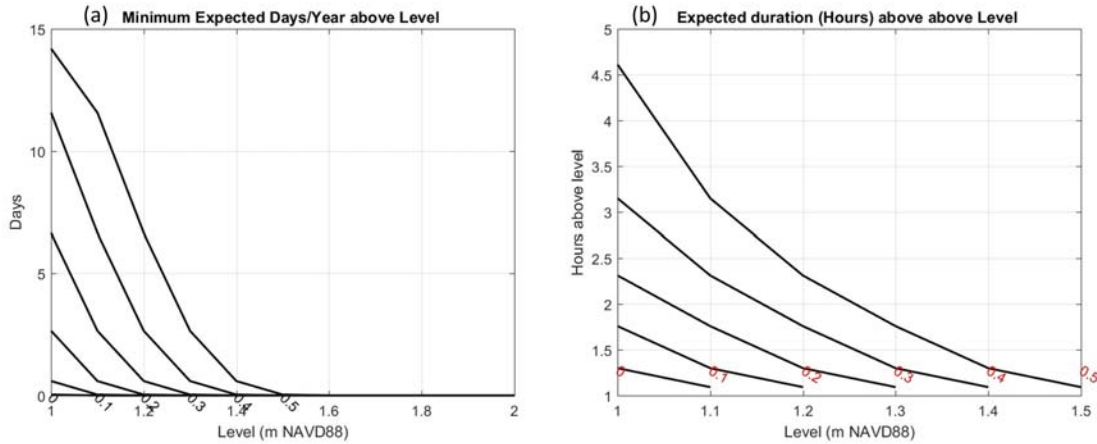 (a) Minimum Expected Days/Year above Level
15
10
5
0
Days
0 0.1 0.2 0.3 0.4 0.5
1 1.2 1.4 1.6 1.8 2
Level (m NAVD88)
(b) Expected duration (Hours) above above Level
5
4.5
4
3.5
3
2.5
2
1.5
1
Hours above level
0 0.1 0.2 0.3 0.4 0.5
1 1.1 1.2 1.3 1.4 1.5
Level (m NAVD88)